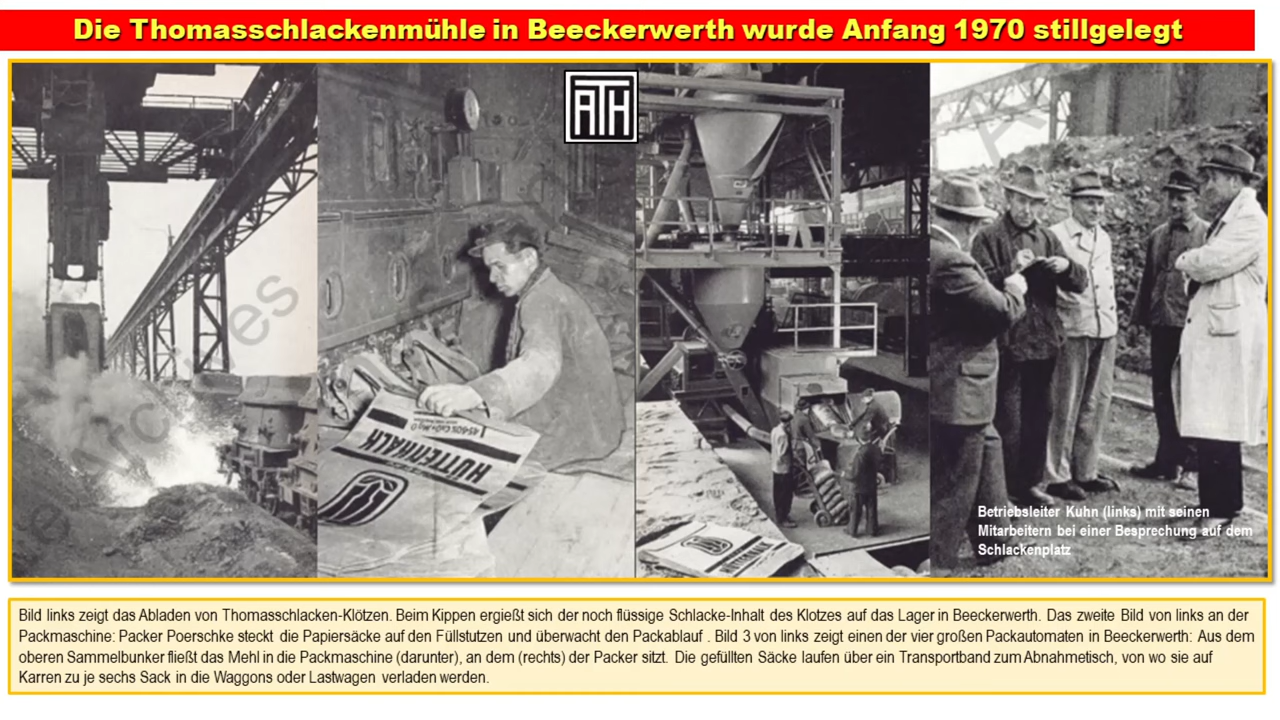 Die Thomasschlackenmühle in Beeckerwerth wurde Anfang 1970 stillgelegt
ATH
HÜTTENKALK
HÜTTENKALK
Betriebsleiter Kuhn (links) mit seinen
Mitarbeitern bei einer Besprechung auf dem
Schlackenplatz
Bild links zeigt das Abladen von Thomasschlacken-Klötzen. Beim Kippen ergießt sich der noch flüssige Schlacke-Inhalt des Klotzes auf das Lager in Beeckerwerth. Das zweite Bild von links an der
Packmaschine: Packer Poerschke steckt die Papiersäcke auf den Füllstutzen und überwacht den Packablauf . Bild 3 von links zeigt einen der vier großen Packautomaten in Beeckerwerth: Aus dem
oberen Sammelbunker fließt das Mehl in die Packmaschine (darunter), an dem (rechts) der Packer sitzt. Die gefüllten Säcke laufen über ein Transportband zum Abnahmetisch, von wo sie auf
Karren zu je sechs Sack in die Waggons oder Lastwagen verladen werden.